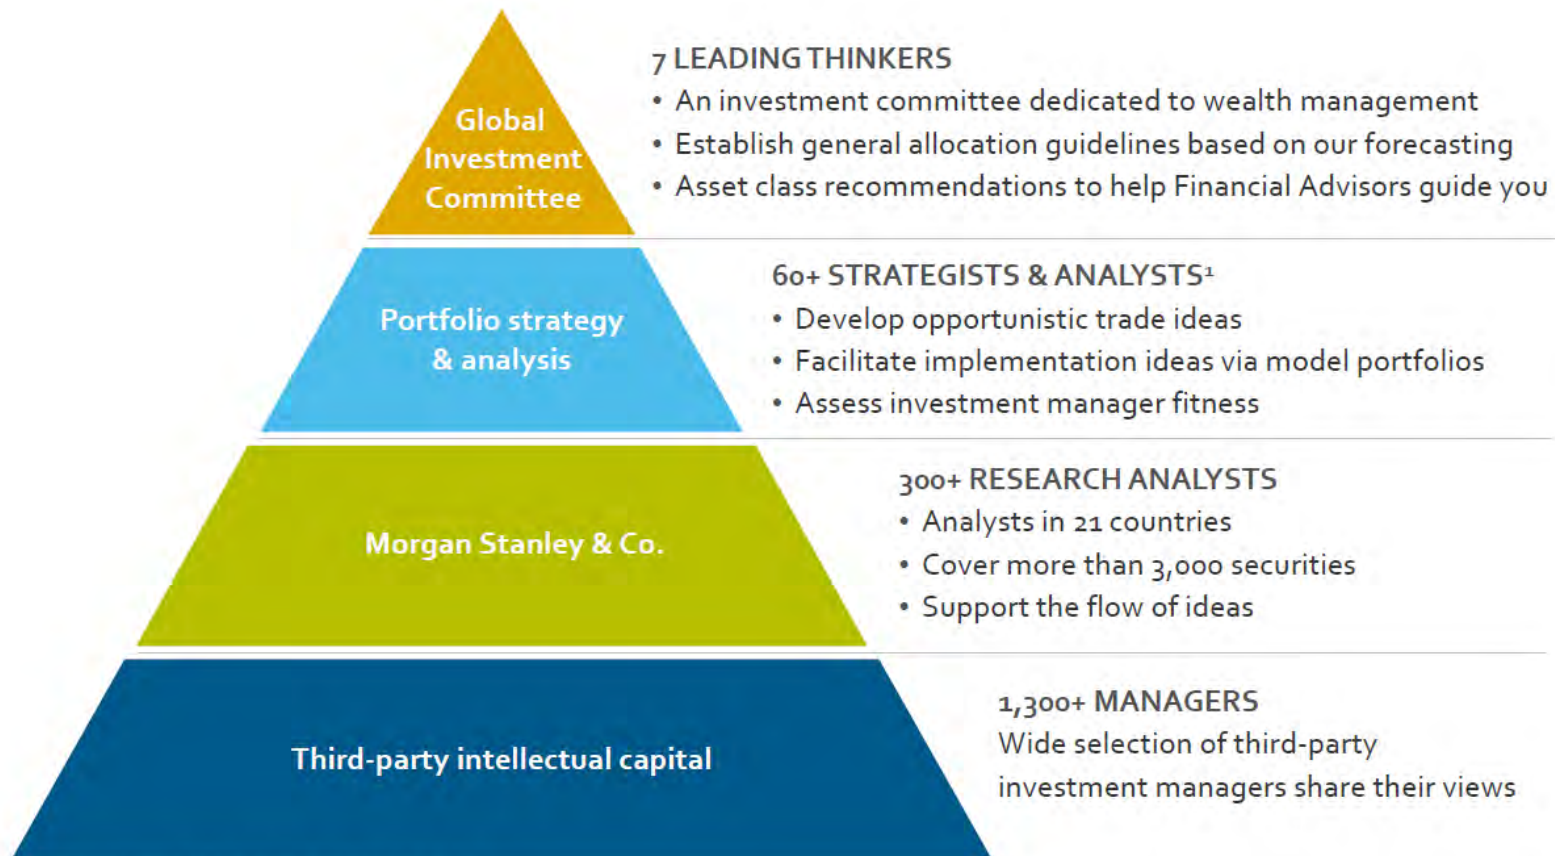 Global
Investment
Committee
7 LEADING THINKERS
• An investment committee dedicated to wealth management
• Establish general allocation guidelines based on our forecasting
• Asset class recommendations to help Financial Advisors guide you
Portfolio strategy
& analysis
60+ STRATEGISTS & ANALYSTS¹
• Develop opportunistic trade ideas
• Facilitate implementation ideas via model portfolios
• Assess investment manager fitness
Morgan Stanley & Co.
300+ RESEARCH ANALYSTS
• Analysts in 21 countries
• Cover more than 3,000 securities
• Support the flow of ideas
Third-party intellectual capital
1,300+ MANAGERS
Wide selection of third-party
investment managers share their views